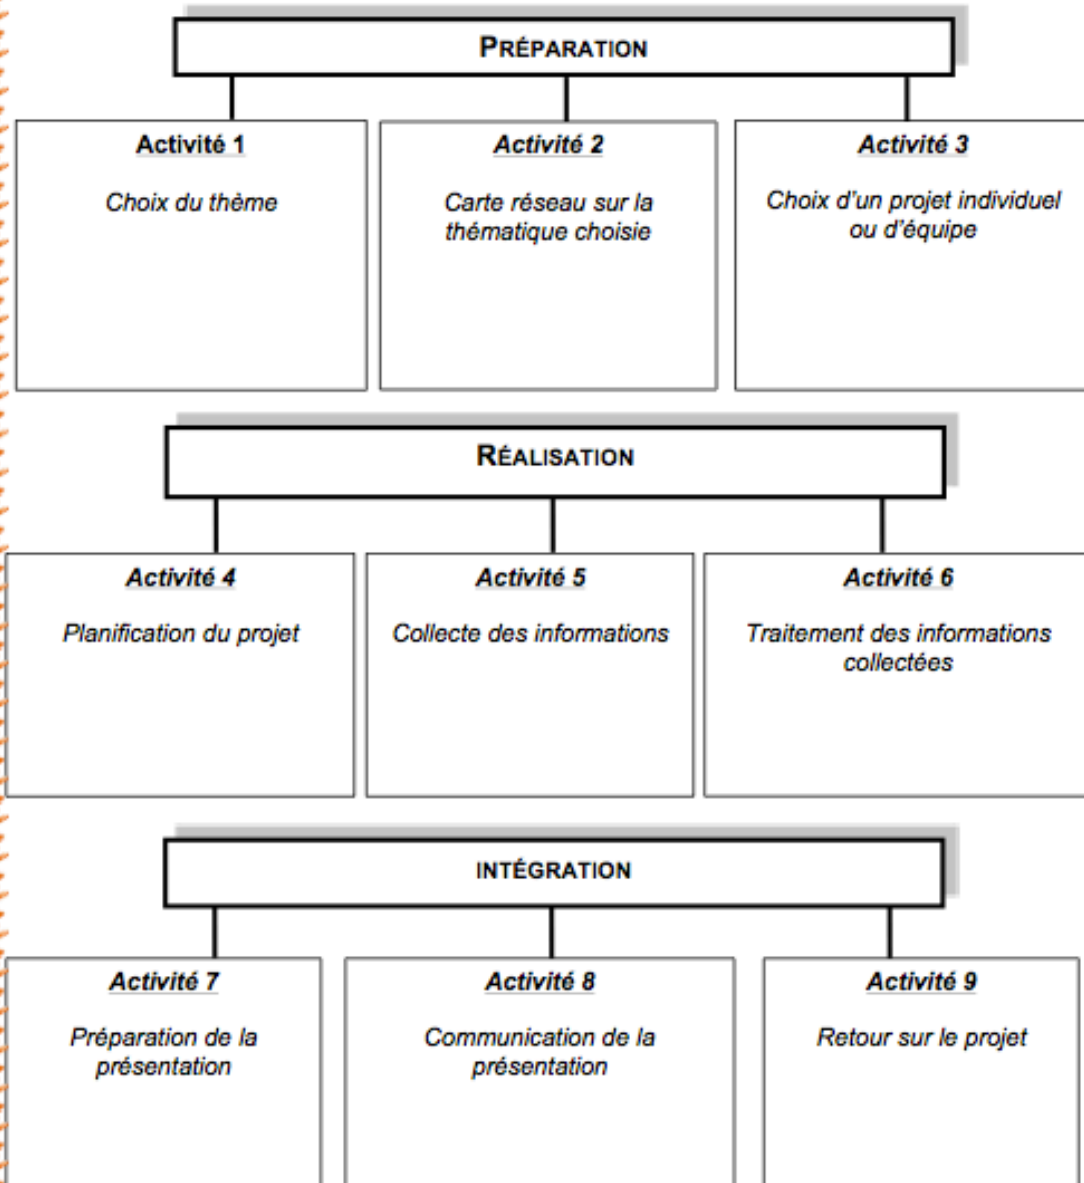 PRÉPARATION
Activité 1
Choix du thème
Activité 2
Carte réseau sur la
thématique choisie
Activité 3
Choix d'un projet individuel
ou d'équipe
RÉALISATION
Activité 4
Planification du projet
Activité 5
Collecte des informations
Activité 6
Traitement des informations
collectées
INTÉGRATION
Activité 7
Préparation de la
présentation
Activité 8
Communication de la
présentation
Activité 9
Retour sur le projet